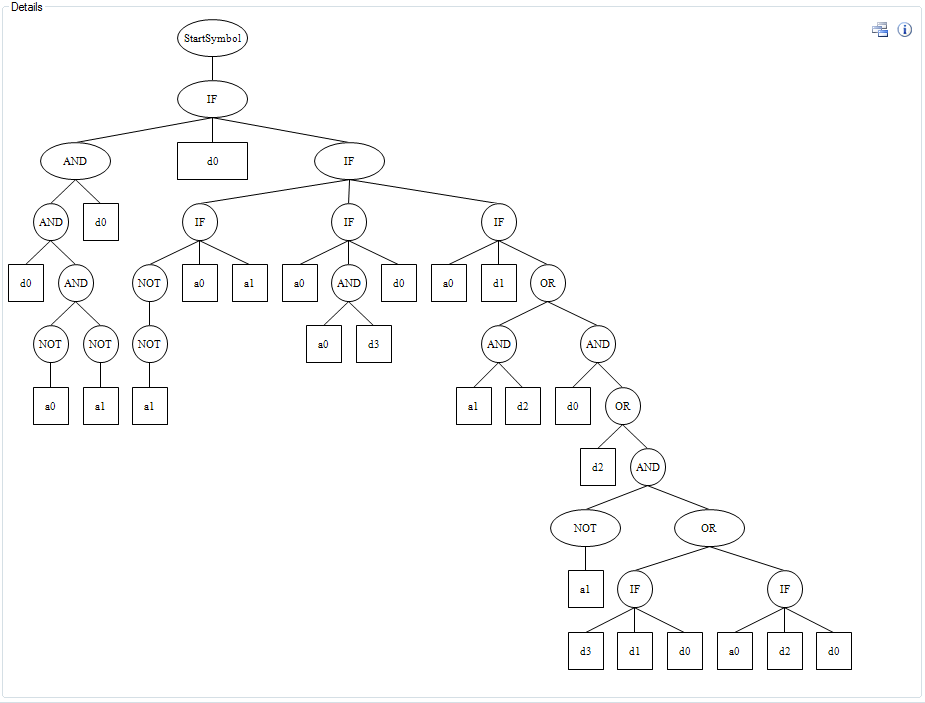 Details
StartSymbol
IF
AND d0 IF
AND d0 IF IF IF
d0 AND NOT a0 a1 a0 AND d0 a0 d1 OR
NOT NOT NOT a0 d3 AND AND
a0 a1 a1 a1 d2 d0 OR
d2 AND
NOT OR
a1 IF IF
d3 d1 d0 a0 d2 d0